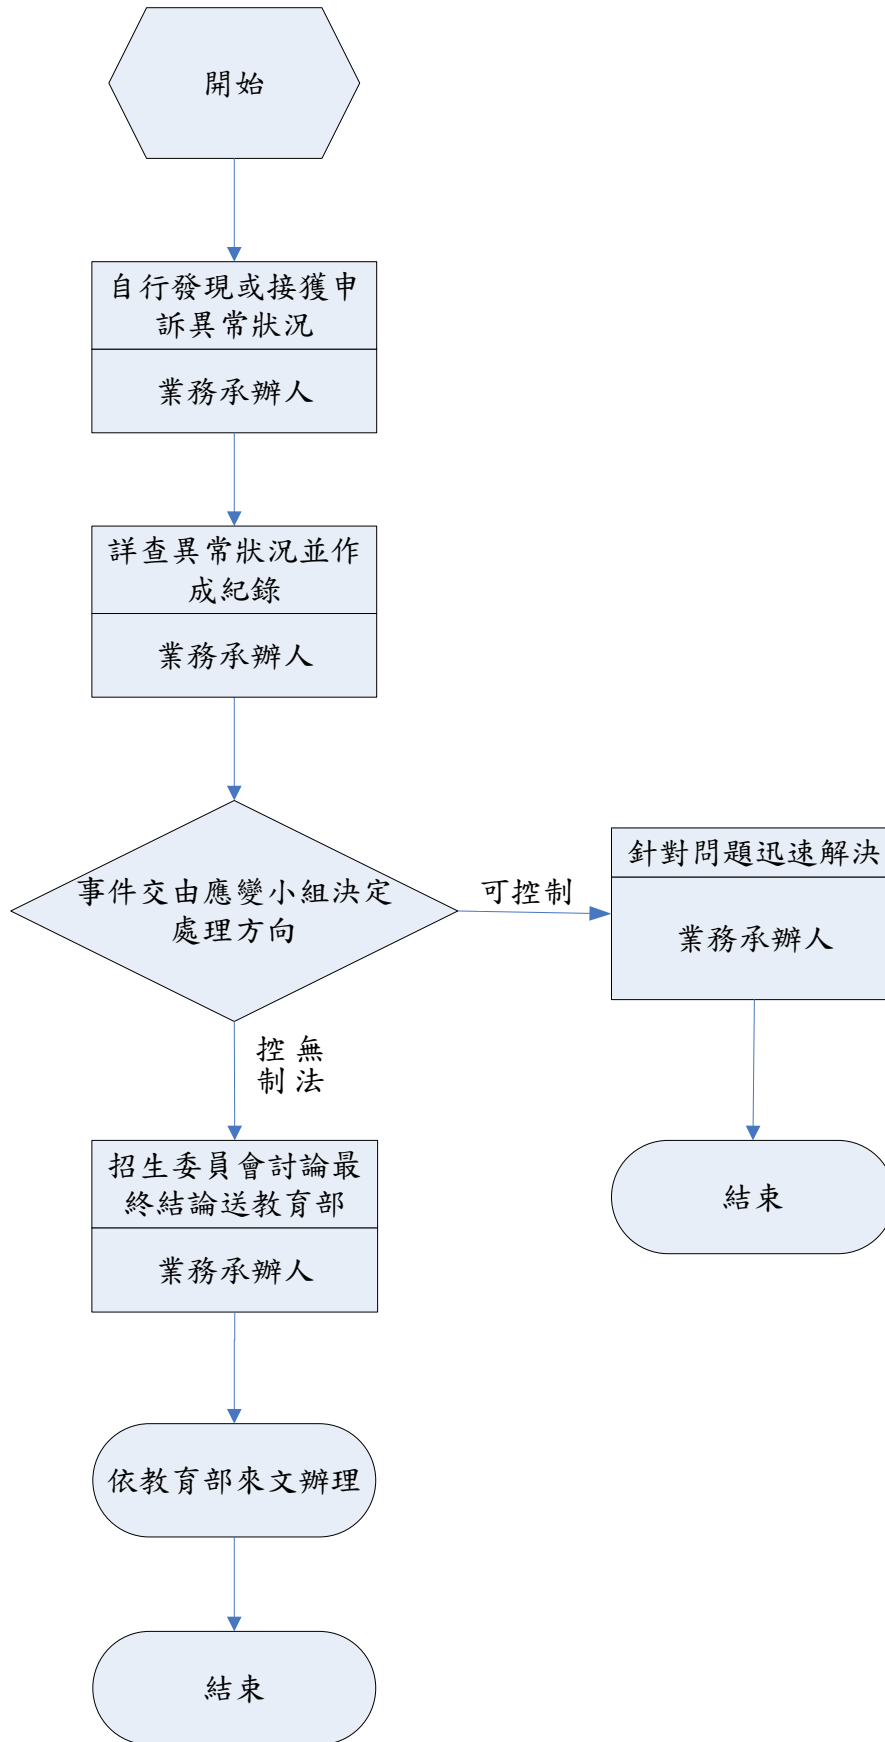 開始
自行發現或接獲申
訴異常狀況
業務承辦人
詳查異常狀況並作
成紀錄
業務承辦人
事件交由應變小組決定
處理方向
可控制
針對問題迅速解決
業務承辦人
結束
無法
控制
招生委員會討論最
終結論送教育部
業務承辦人
依教育部來文辦理
結束